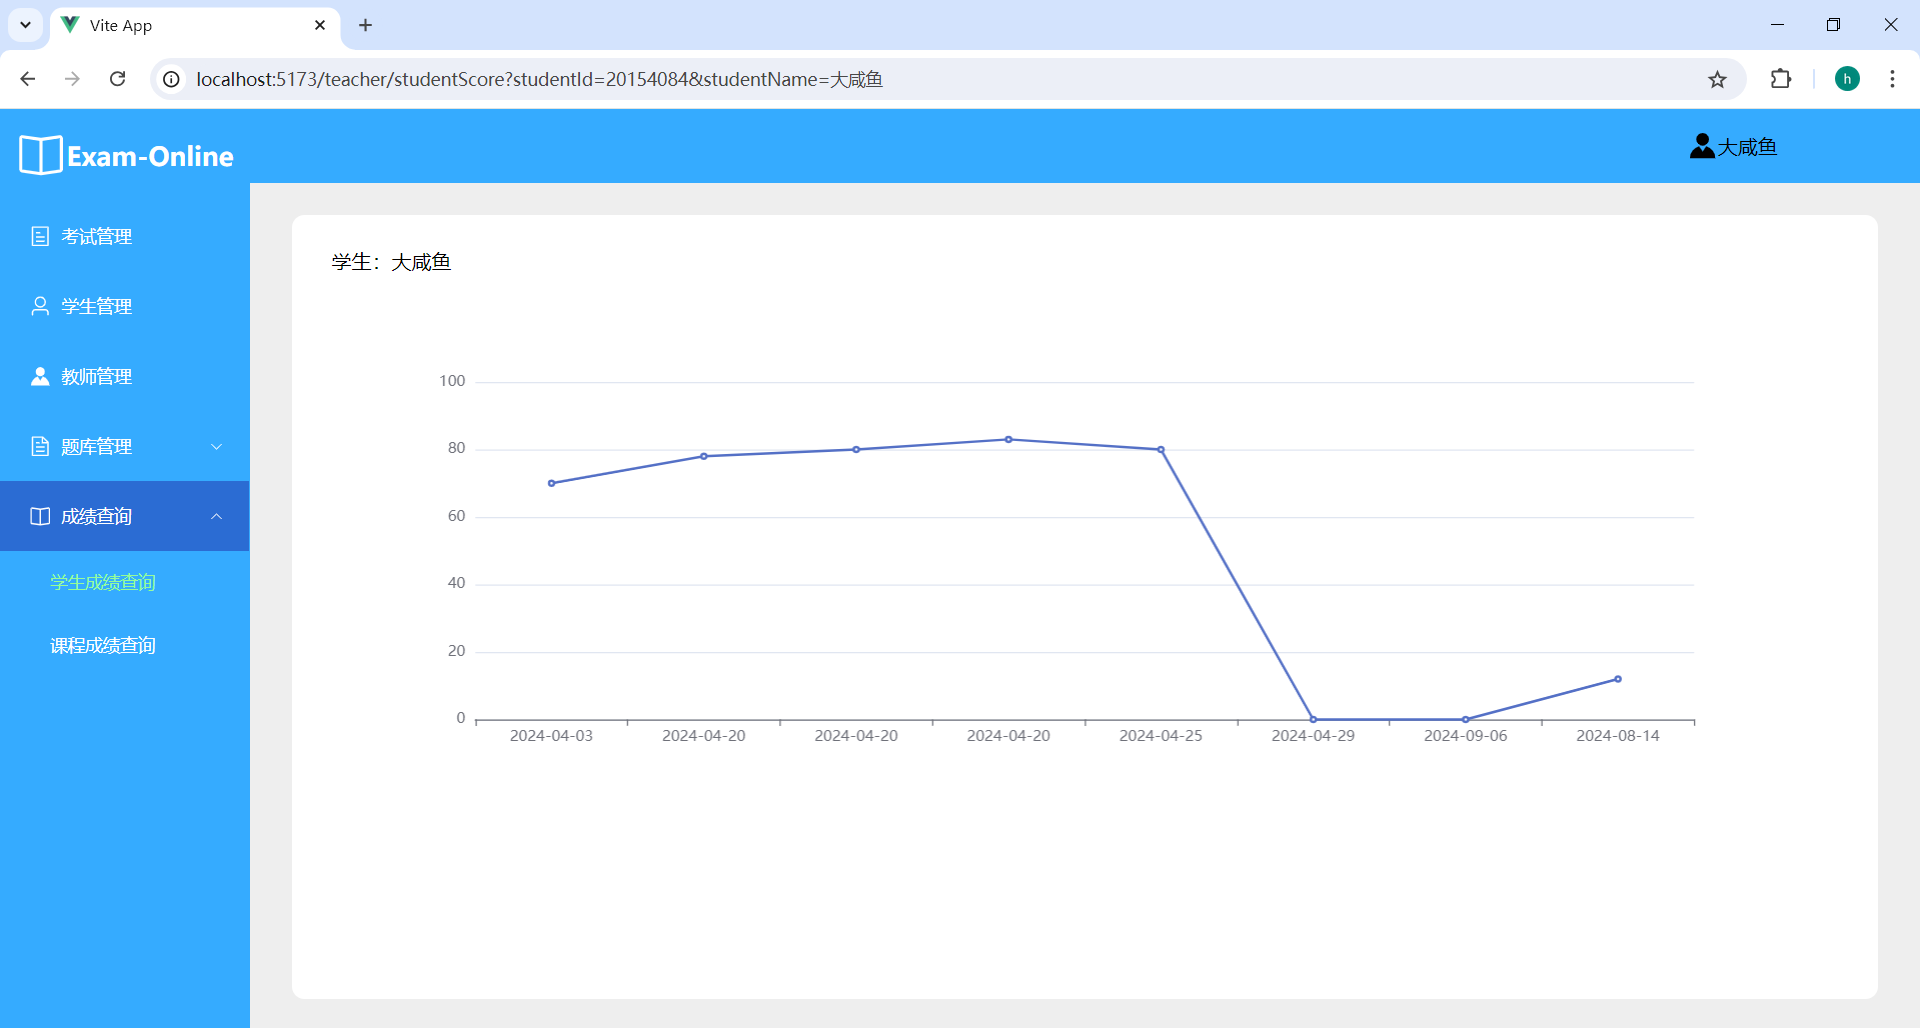 Vite App
localhost:5173/teacher/studentScore?studentId=20154084&studentName=大咸鱼
h
Exam-Online
大咸鱼
考试管理
学生管理
教师管理
题库管理
成绩查询
学生成绩查询
课程成绩查询
学生：大咸鱼
100
80
60
40
20
0
2024-04-03 2024-04-20 2024-04-20 2024-04-20 2024-04-25 2024-04-29 2024-09-06 2024-08-14